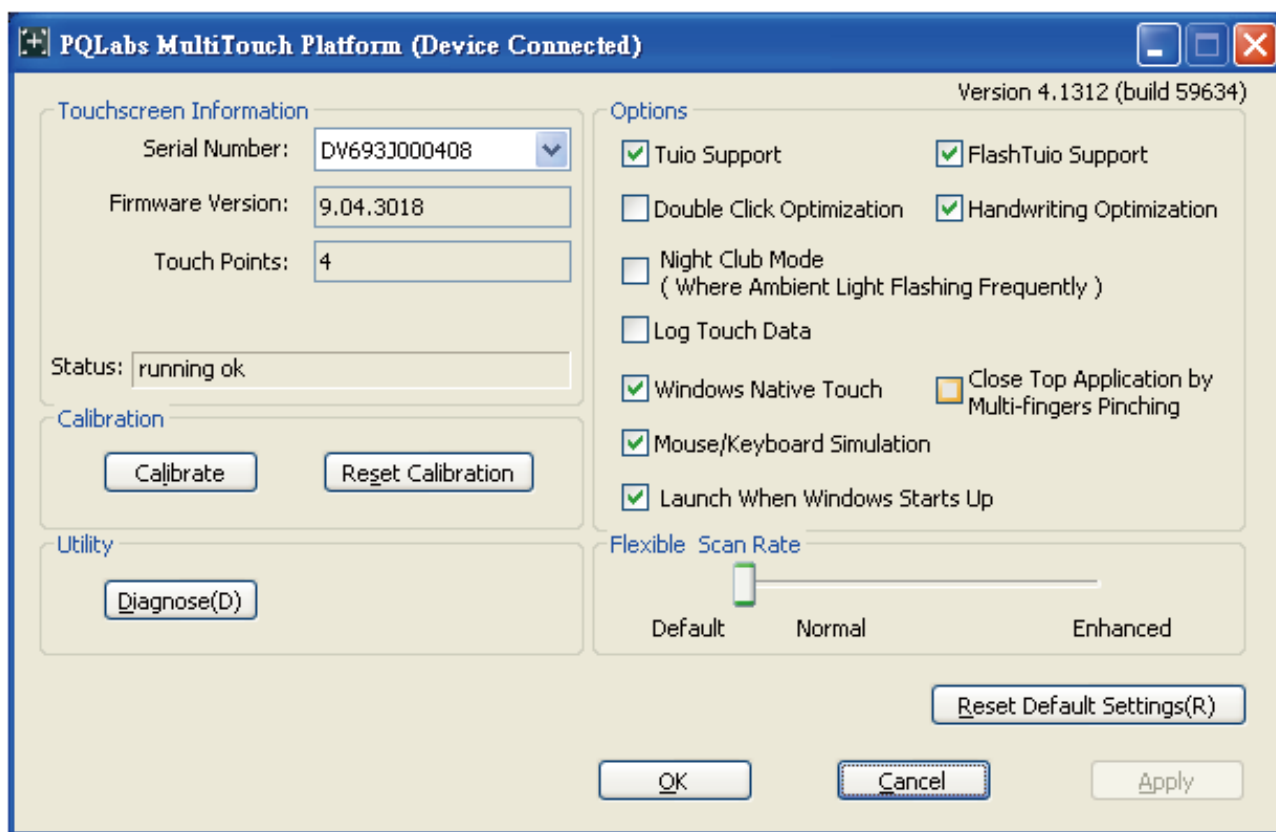 PQLabs MultiTouch Platform (Device Connected)
Version 4.1312 (build 59634)
Touchscreen Information
Serial Number: DV693J000408
Firmware Version: 9.04.3018
Touch Points: 4
Status: running ok
Calibration
Calibrate Reset Calibration
Utility
Diagnose(D)
Options
Tuio Support FlashTuio Support
Double Click Optimization Handwriting Optimization
Night Club Mode
( Where Ambient Light Flashing Frequently )
Log Touch Data
Windows Native Touch
Close Top Application by
Multi-fingers Pinching
Mouse/Keyboard Simulation
Launch When Windows Starts Up
Flexible Scan Rate
Default Normal Enhanced
Reset Default Settings(R)
OK Cancel Apply